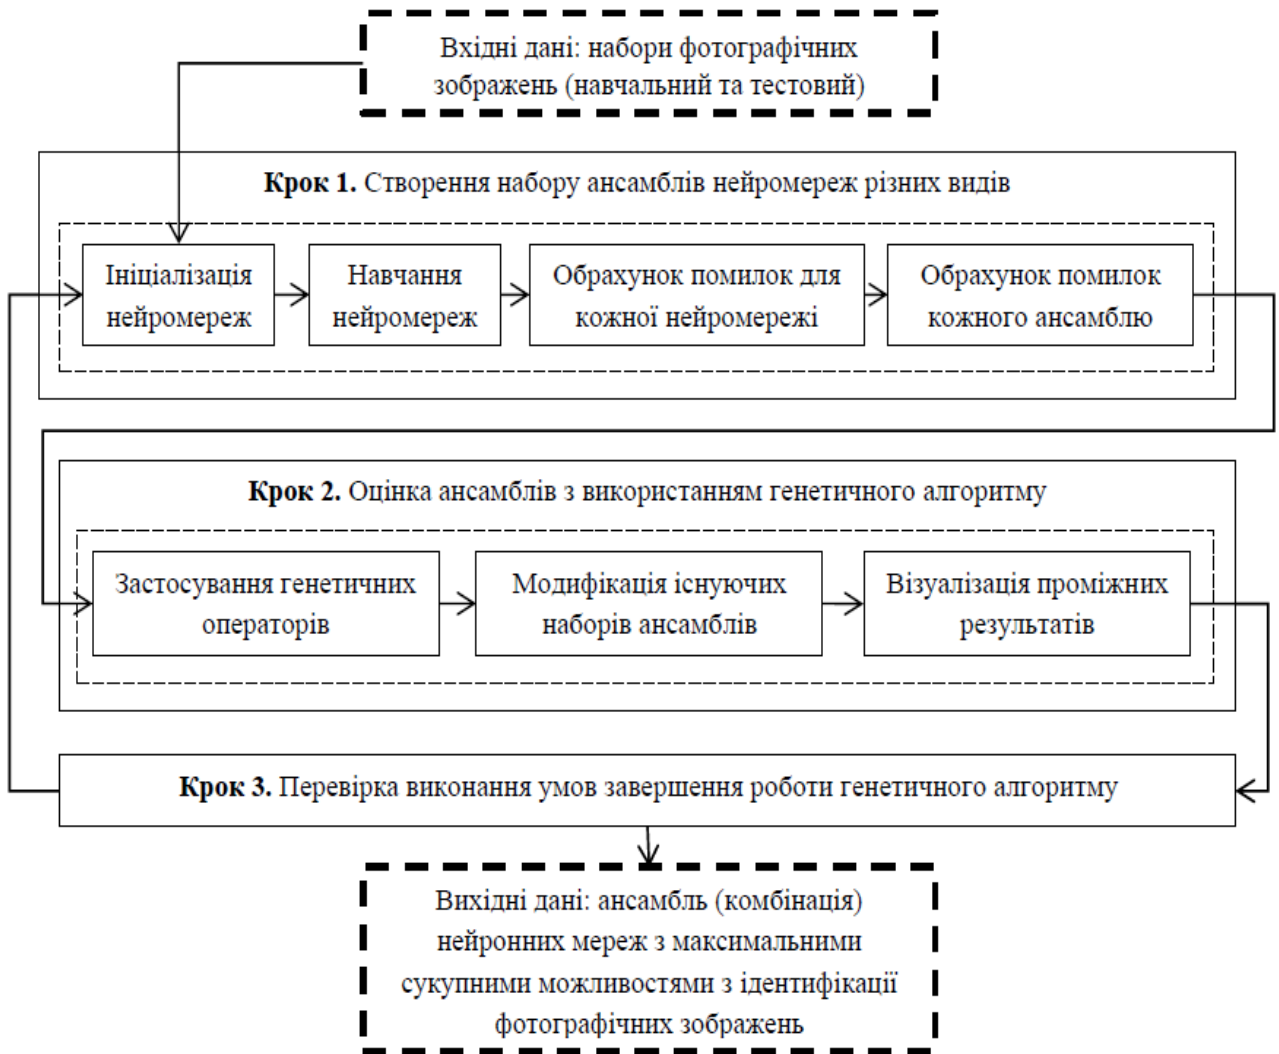 Вхідні дані: набори фотографічних
зображень (навчальний та тестовий)
Крок 1. Створення набору ансамблів нейромереж різних видів
Ініціалізація
нейромереж
Навчання
нейромереж
Обрахунок помилок для
кожної нейромережі
Обрахунок помилок
кожного ансамблю
Крок 2. Оцінка ансамблів з використанням генетичного алгоритму
Застосування генетичних
операторів
Модифікація існуючих
наборів ансамблів
Візуалізація проміжних
результатів
Крок 3. Перевірка виконання умов завершення роботи генетичного алгоритму
Вихідні дані: ансамбль (комбінація)
нейронних мереж з максимальними
сукупними можливостями з ідентифікації
фотографічних зображень